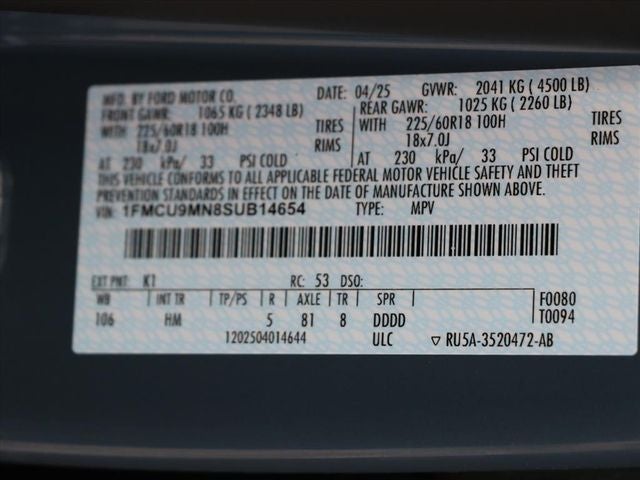 MFD. BY FORD MOTOR CO. DATE: 04/25 GVWR: 2041 KG ( 4500 LB)
FRONT GAWR: 1065 KG ( 2348 LB) REAR GAWR: 1025 KG ( 2260 LB)
WITH 225/60R18 100H TIRES WITH 225/60R18 100H TIRES
18x7.0J RIMS 18x7.0J RIMS
AT 230 kPa/ 33 PSI COLD AT 230 kPa/ 33 PSI COLD
THIS VEHICLE CONFORMS TO ALL APPLICABLE FEDERAL MOTOR VEHICLE SAFETY AND THEFT
PREVENTION STANDARDS IN EFFECT ON THE DATE OF MANUFACTURE SHOWN ABOVE.
VIN: 1FMCU9MN8SUB14654 TYPE: MPV
EXT PNT: K1 RC: 53 DSO:
WB INT TR TP/PS R AXLE TR SPR F0080
106 HM 5 81 8 DDDD T0094
1202504014644 ULC ▽ RU5A-3520472-AB